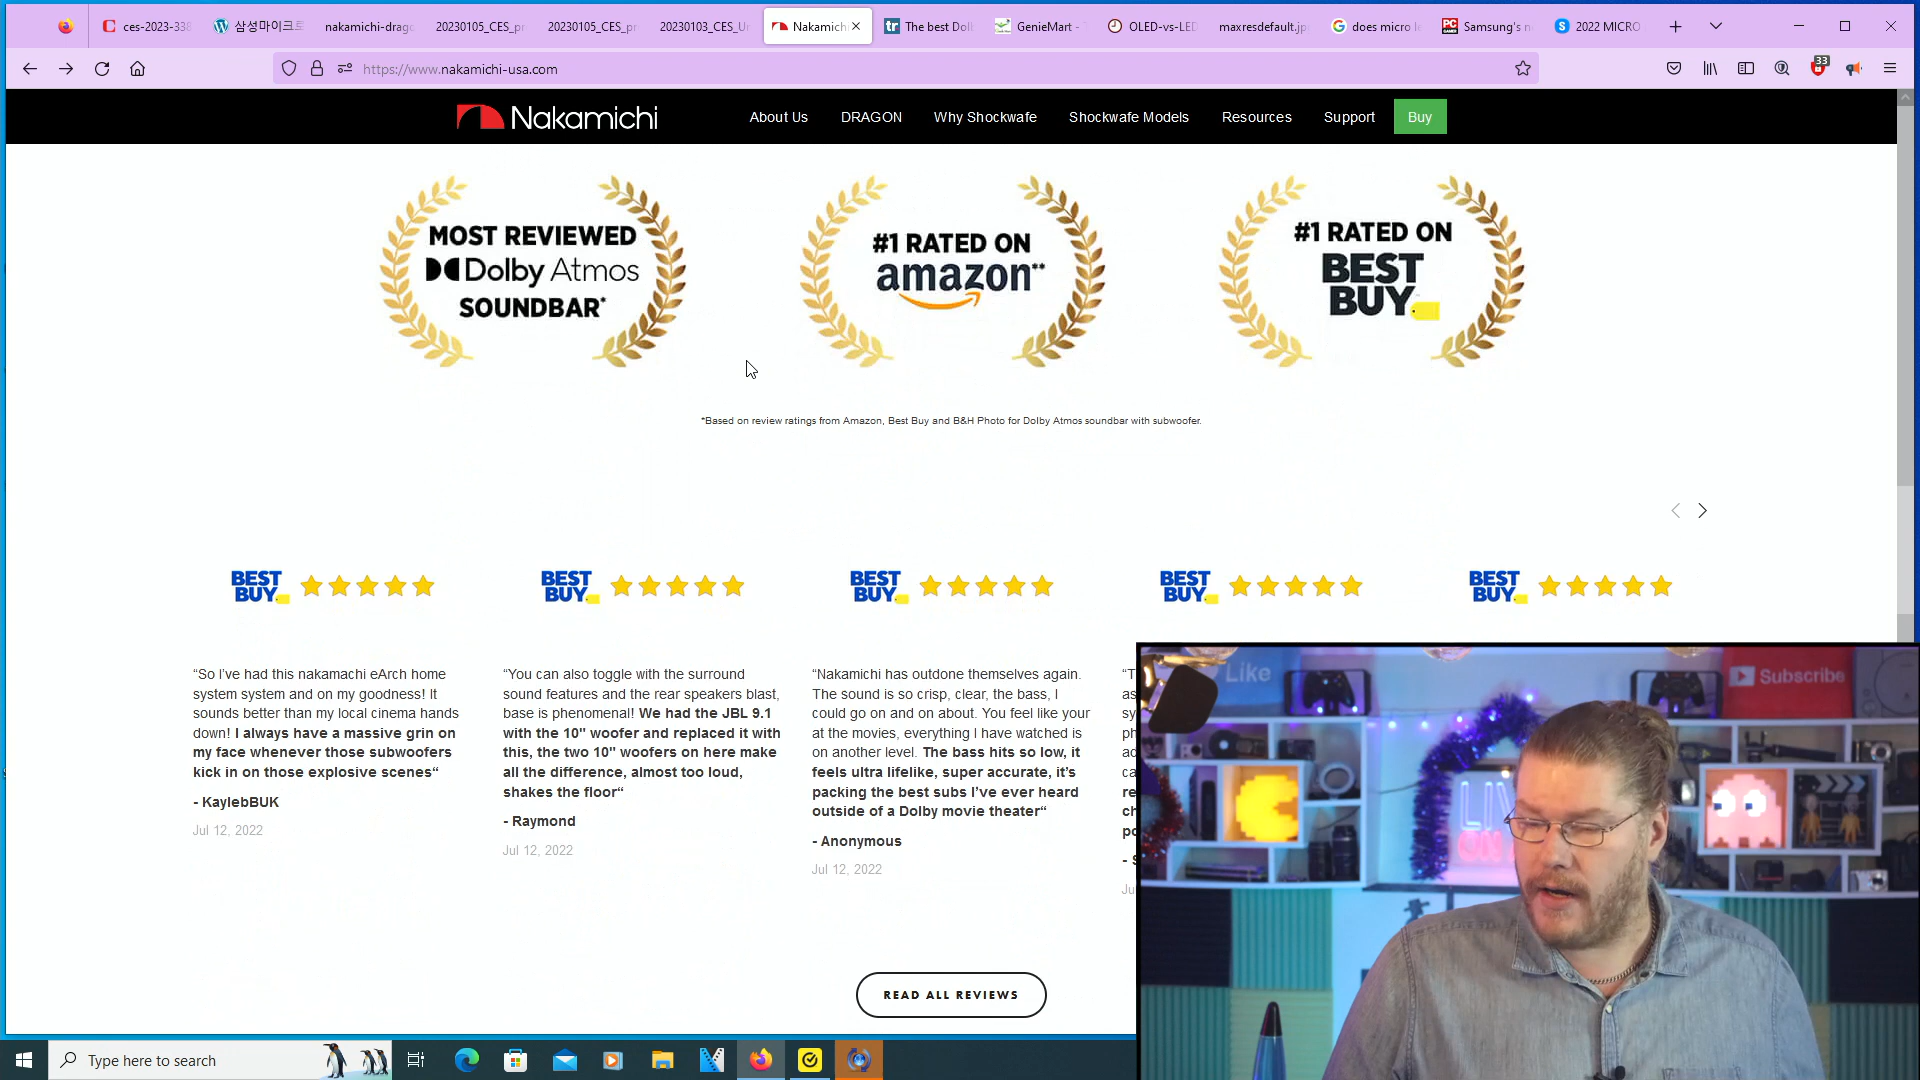 ces-2023-338
삼성마이크로
nakamichi-drago
20230105_CES_pr
20230105_CES_pr
20230103_CES_Ur
Nakamichi
The best Dol
GenieMart -
OLED-vs-LED
maxresdefault.jp
does micro le
Samsung's n
2022 MICRO
https://www.nakamichi-usa.com
33
Nakamichi
About Us
DRAGON
Why Shockwafe
Shockwafe Models
Resources
Support
Buy
MOST REVIEWED
Dolby Atmos
SOUNDBAR*
#1 RATED ON
amazon**
#1 RATED ON
BEST
BUY
*Based on review ratings from Amazon, Best Buy and B&H Photo for Dolby Atmos soundbar with subwoofer.
BEST
BUY
BEST
BUY
BEST
BUY
BEST
BUY
BEST
BUY
“So I’ve had this nakamachi eArch home
system system and on my goodness! It
sounds better than my local cinema hands
down! I always have a massive grin on
my face whenever those subwoofers
kick in on those explosive scenes“
- KaylebBUK
Jul 12, 2022
“You can also toggle with the surround
sound features and the rear speakers blast,
base is phenomenal! We had the JBL 9.1
with the 10" woofer and replaced it with
this, the two 10" woofers on here make
all the difference, almost too loud,
shakes the floor“
- Raymond
Jul 12, 2022
“Nakamichi has outdone themselves again.
The sound is so crisp, clear, the bass, I
could go on and on about. You feel like your
at the movies, everything I have watched is
on another level. The bass hits so low, it
feels ultra lifelike, super accurate, it’s
packing the best subs I’ve ever heard
outside of a Dolby movie theater“
- Anonymous
Jul 12, 2022
READ ALL REVIEWS
Like
Subscribe
LIV
ON
Type here to search